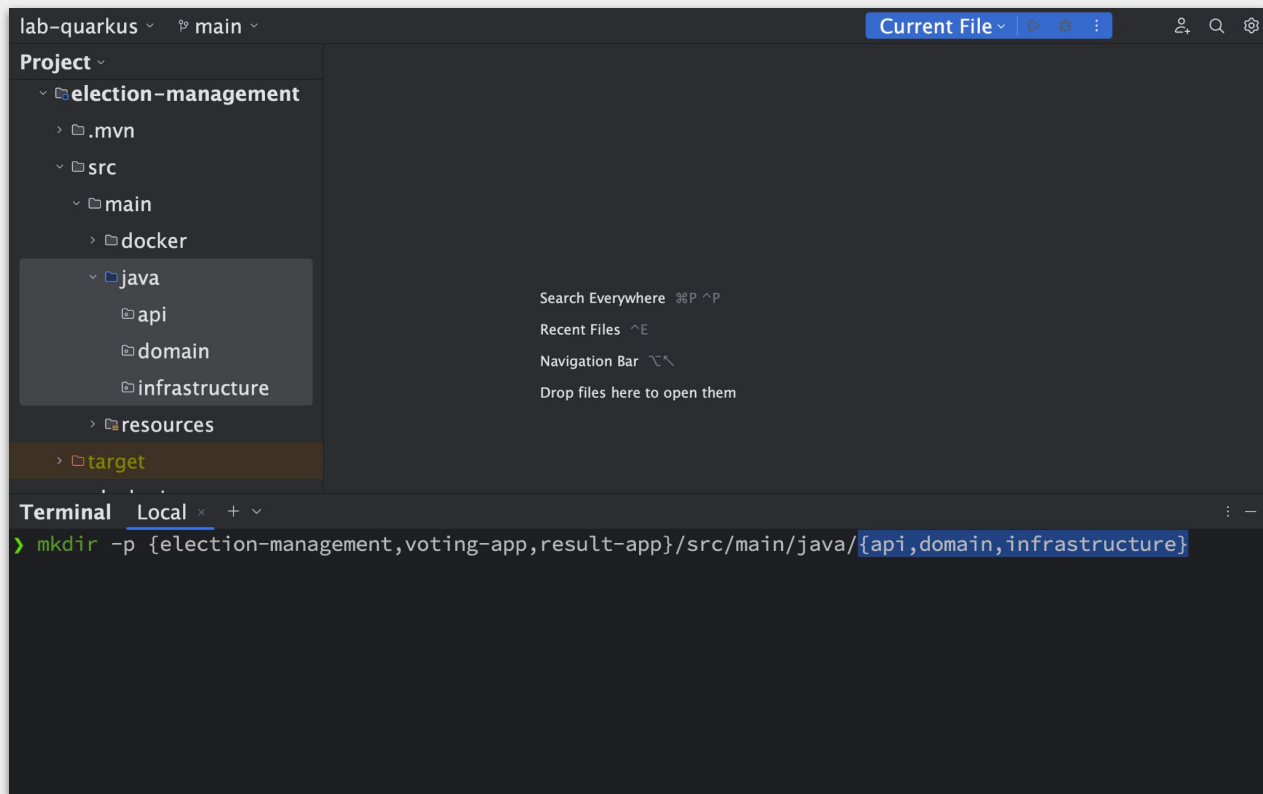 lab-quarkus main Current File
Project
election-management
.mvn
src
main
docker
java
api
domain
infrastructure
resources
target
Search Everywhere ⌘P ^P
Recent Files ^E
Navigation Bar ⌥↖
Drop files here to open them
Terminal Local × +
❯ mkdir -p {election-management,voting-app,result-app}/src/main/java/{api,domain,infrastructure}